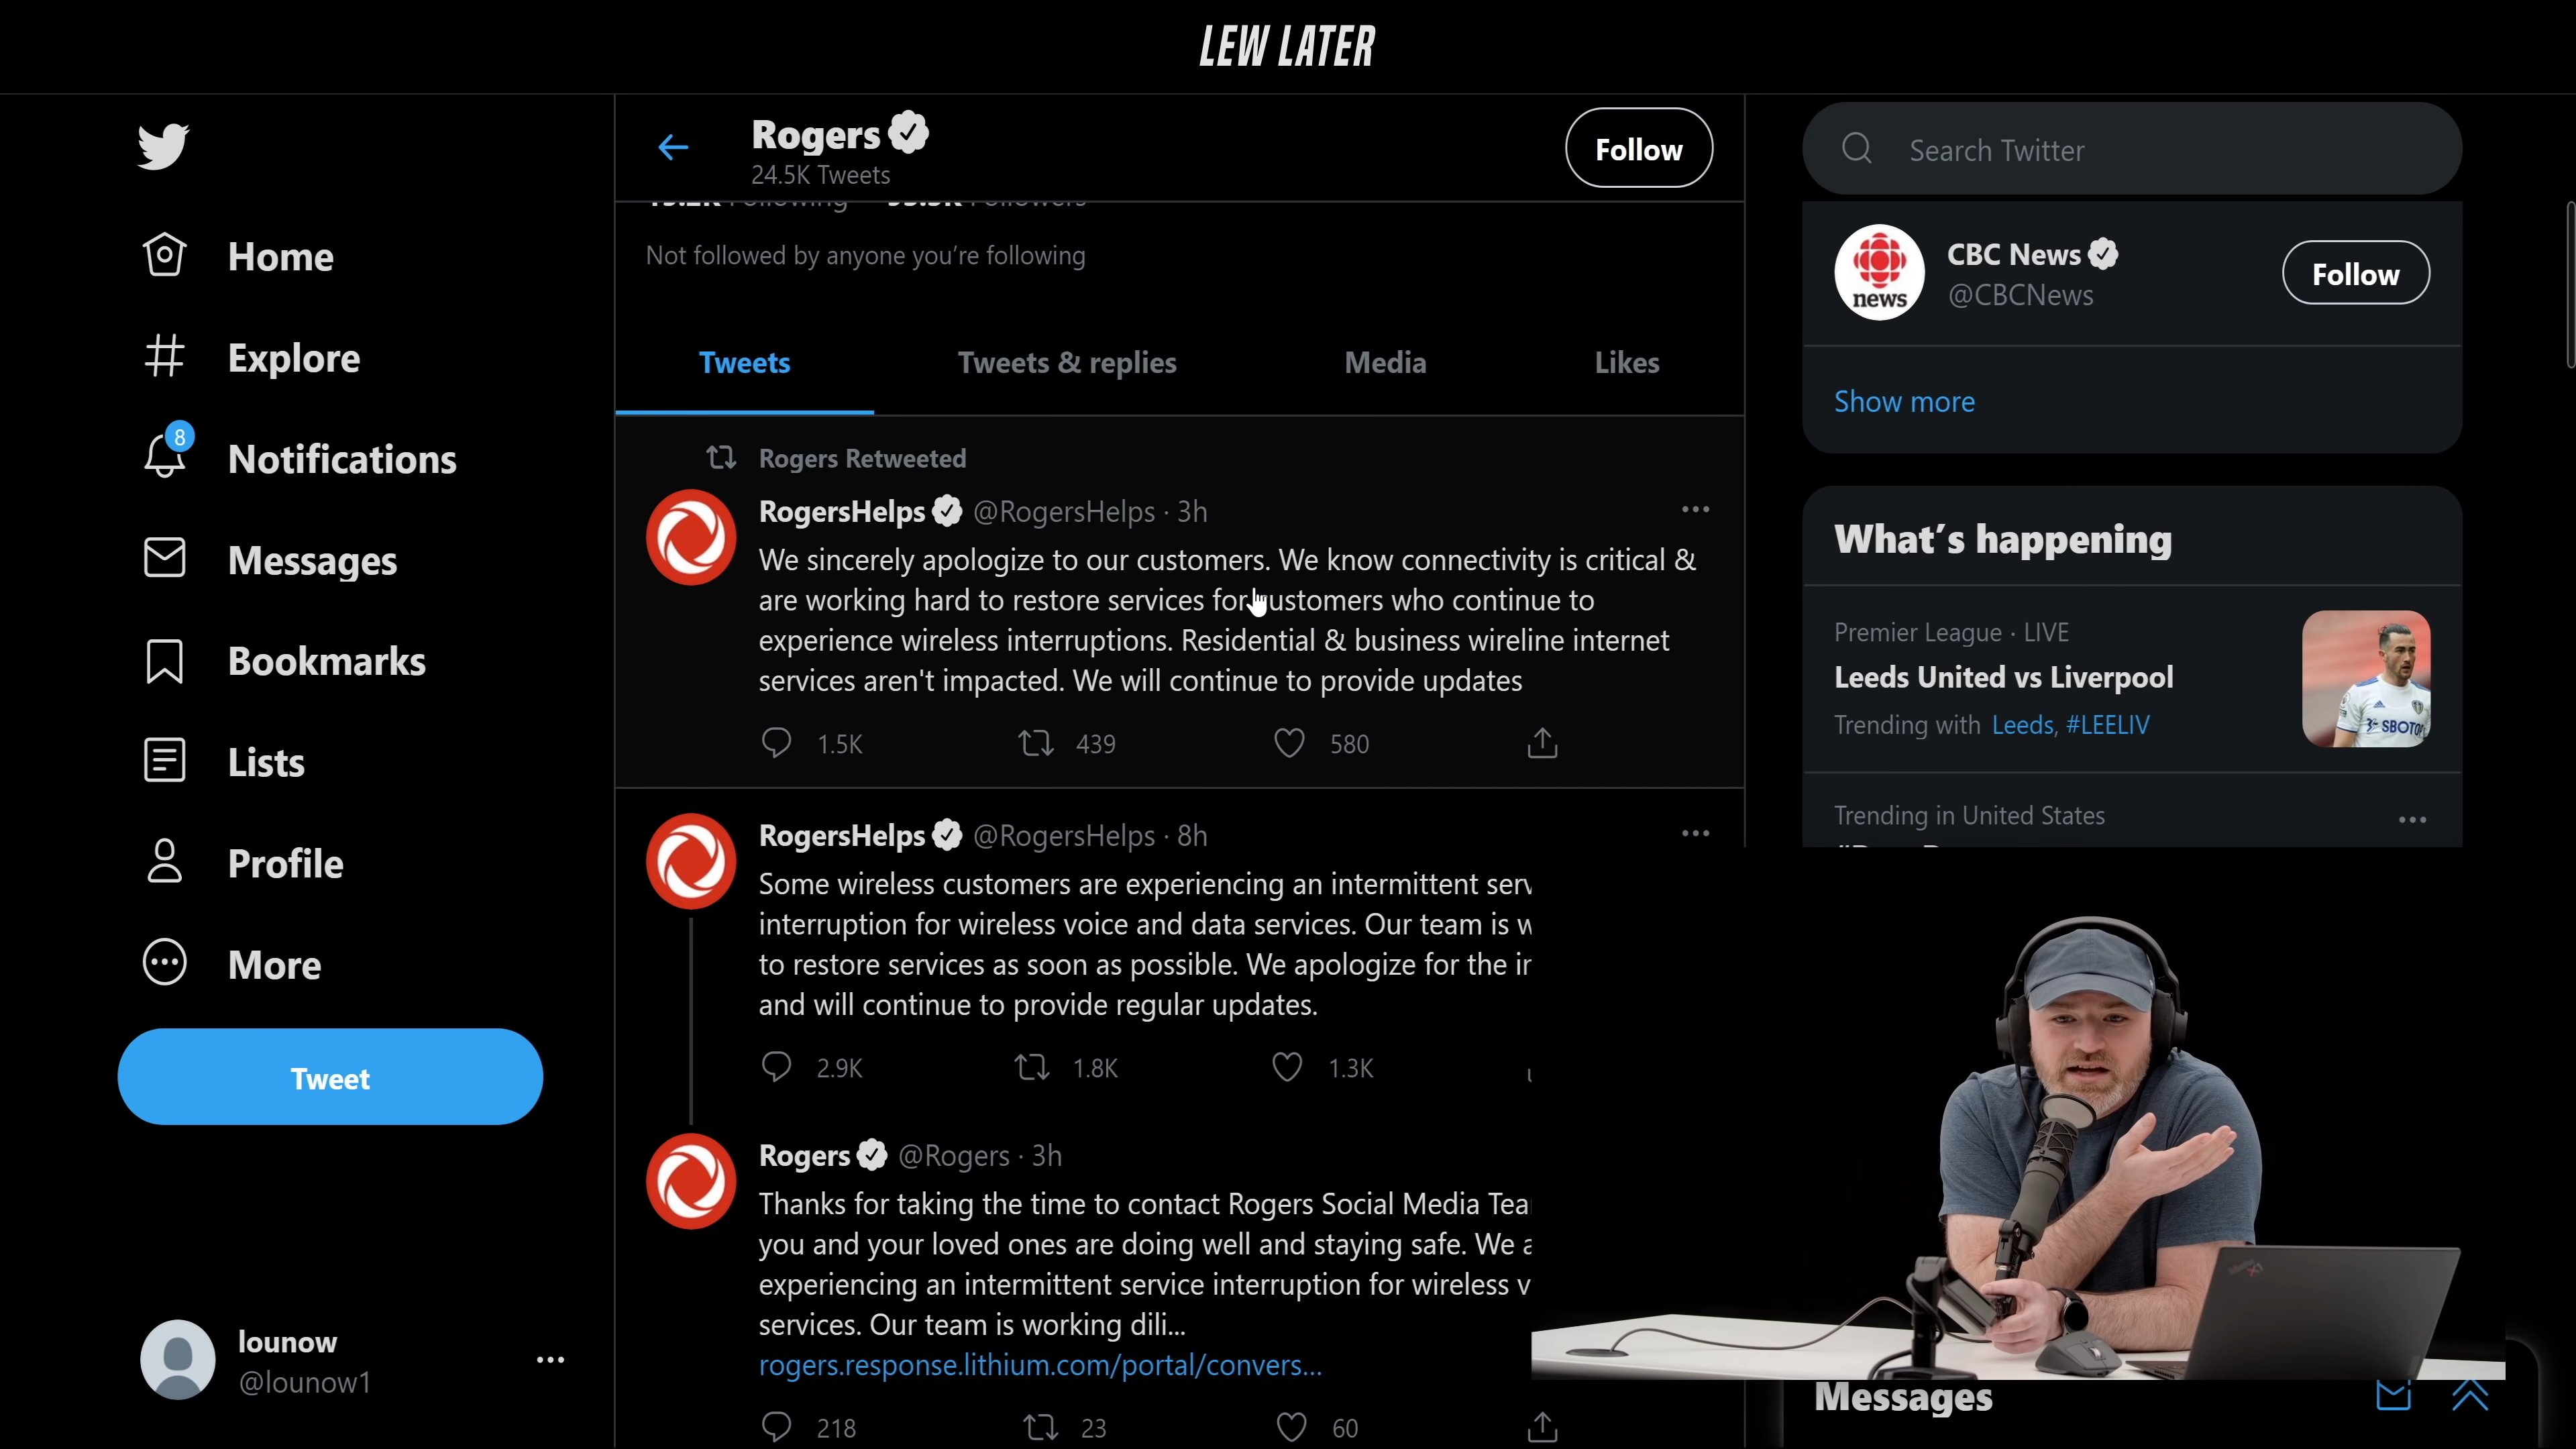 LEW LATER
Home
Explore
8
Notifications
Messages
Bookmarks
Lists
Profile
More
Tweet
lounow
@lounow1
Rogers
24.5K Tweets
Follow
Following Followers
Not followed by anyone you’re following
Tweets
Tweets & replies
Media
Likes
Rogers Retweeted
RogersHelps @RogersHelps · 3h
We sincerely apologize to our customers. We know connectivity is critical &
are working hard to restore services for customers who continue to
experience wireless interruptions. Residential & business wireline internet
services aren't impacted. We will continue to provide updates
1.5K 439 580
RogersHelps @RogersHelps · 8h
Some wireless customers are experiencing an intermittent
interruption for wireless voice and data services. Our team is
to restore services as soon as possible. We apologize for the
and will continue to provide regular updates.
2.9K 1.8K 1.3K
Rogers @Rogers · 3h
Thanks for taking the time to contact Rogers Social Media
you and your loved ones are doing well and staying safe. We
experiencing an intermittent service interruption for wireless
services. Our team is working dili...
rogers.response.lithium.com/portal/convers...
218 23 60
Search Twitter
CBC News
@CBCNews
news
Follow
Show more
What’s happening
Premier League · LIVE
Leeds United vs Liverpool
Trending with Leeds, #LEELIV
Trending in United States
Messages